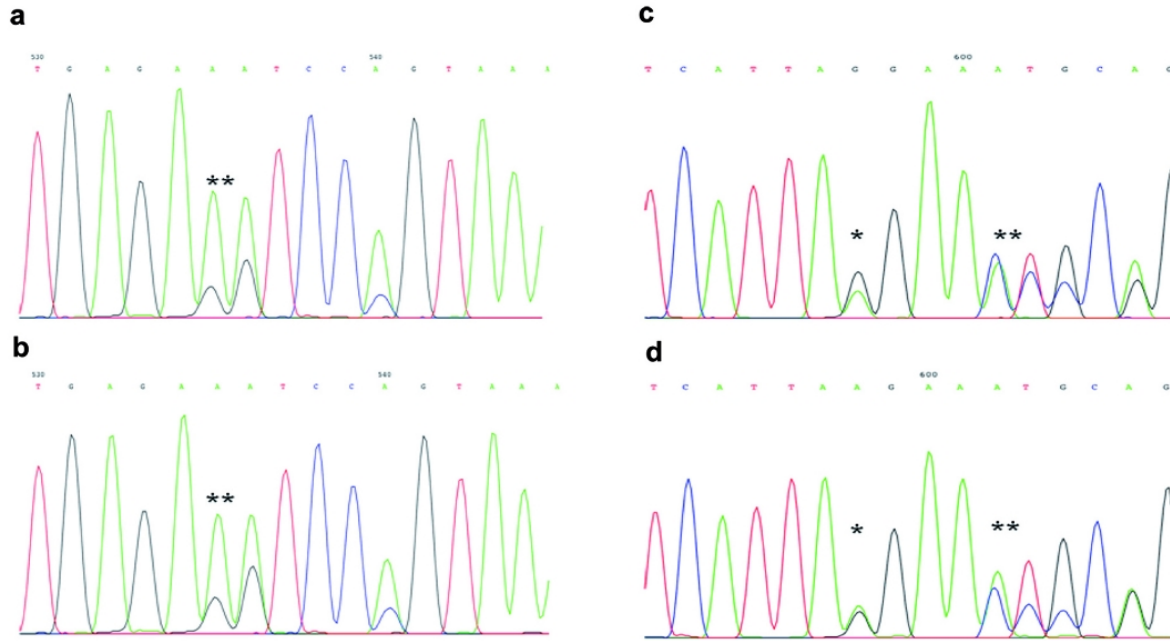 a
530 540
T G A G A A A T C C A G T A A A
**
b
530 540
T G A G A A A T C C A G T A A A
**
c
600
T C A T T A G G A A A T G C A G
* **
d
600
T C A T T A A G A A A T G C A G
* **